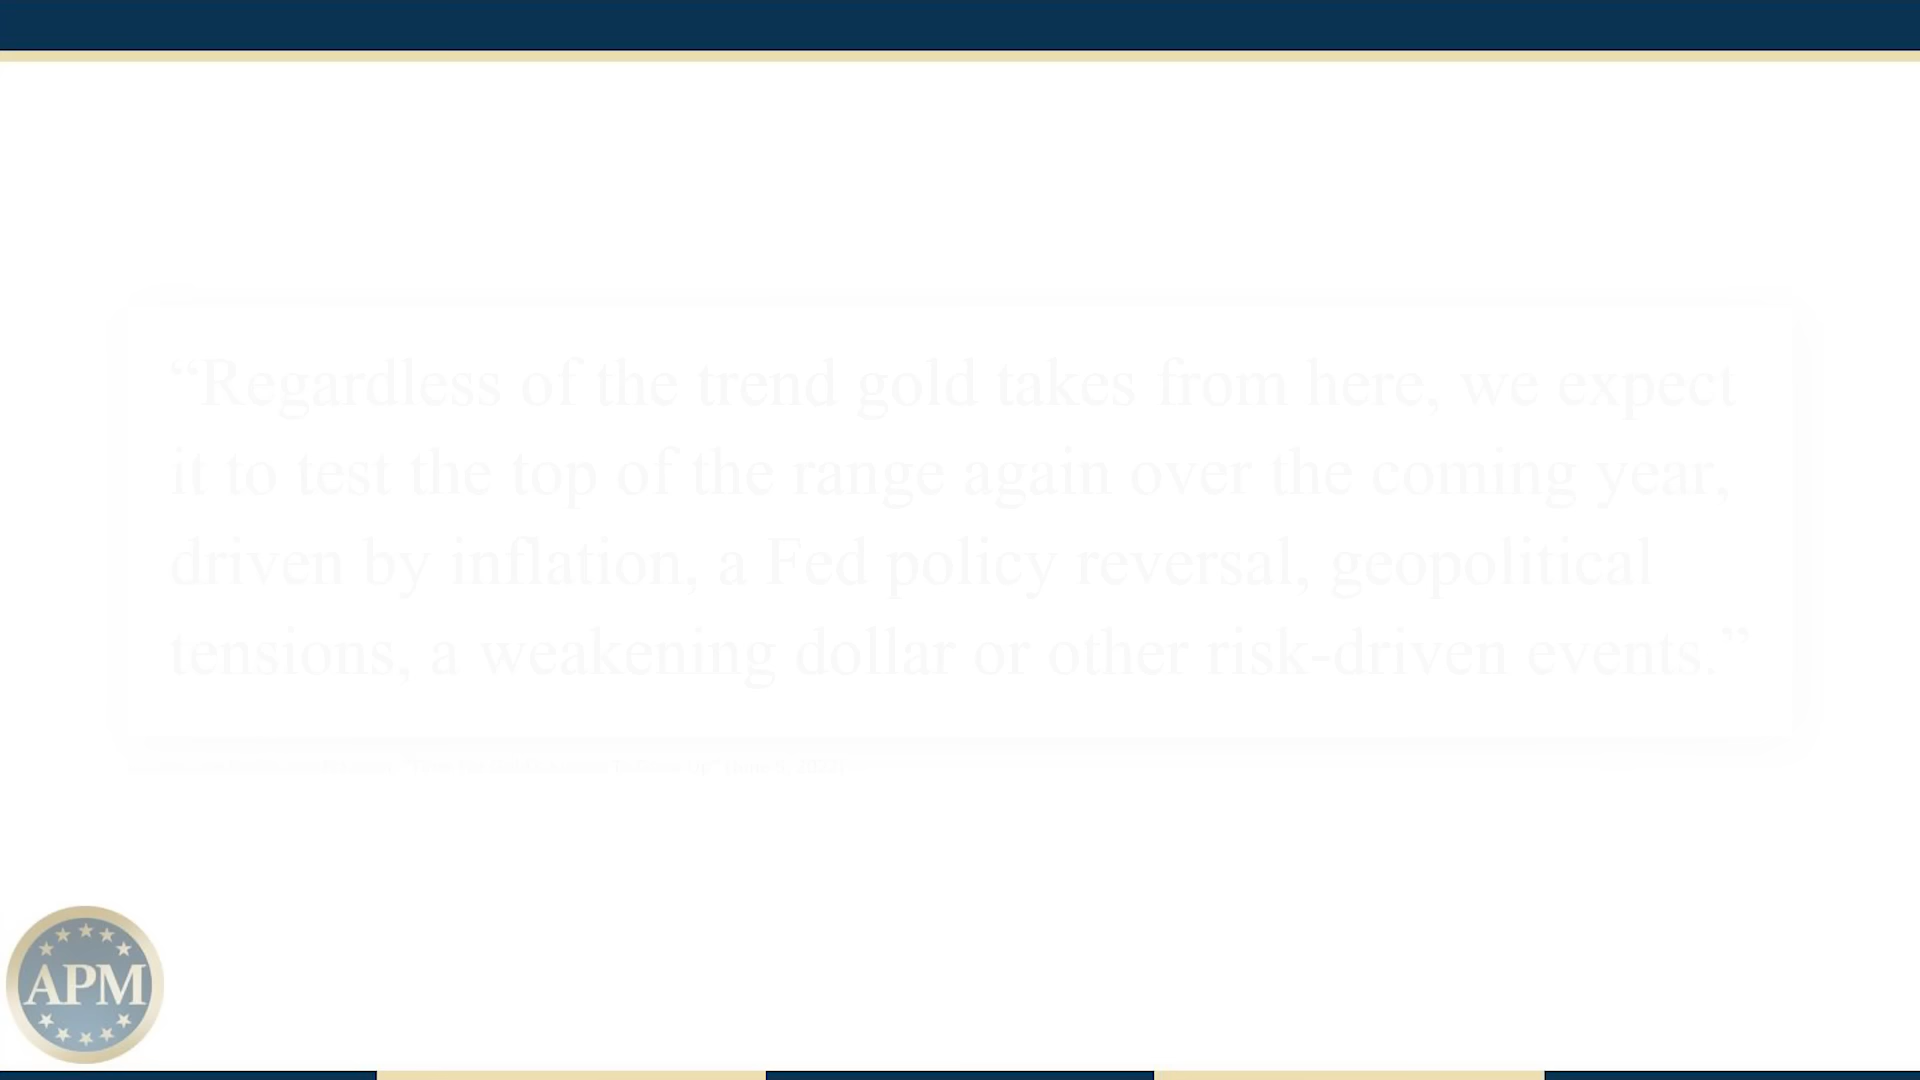 “Regardless of the trend gold takes from here, we expect
it to test the top of the range again over the coming year,
driven by inflation, a Fed policy reversal, geopolitical
tensions, a weakening dollar or other risk-driven events.”
APM